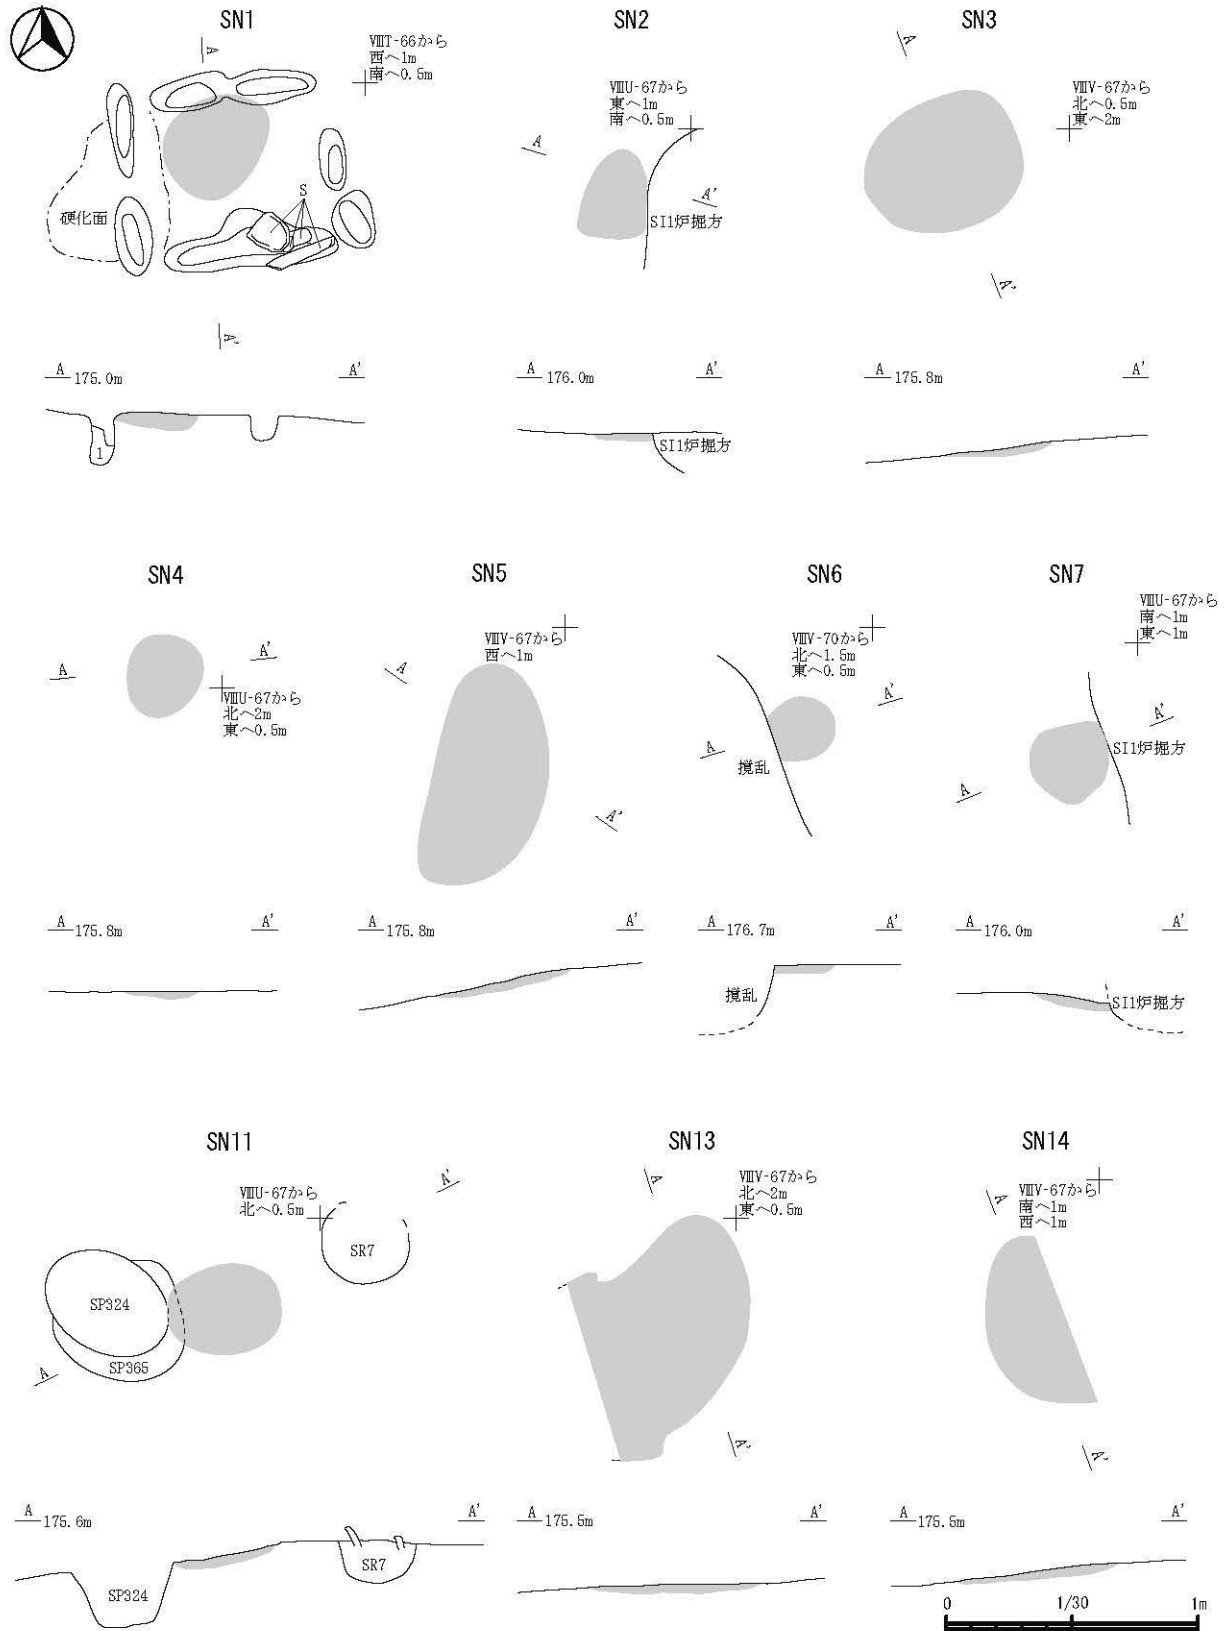 SN1
A
ⅧT-66から
西へ1m
南へ0.5m
硬化面
S
A'
A 175.0m A'
1
SN2
ⅧU-67から
東へ1m
南へ0.5m
A
A'
SI1炉掘方
A 176.0m A'
SI1炉掘方
SN3
A
ⅧV-67から
北へ0.5m
東へ2m
A'
A 175.8m A'
SN4
A
A'
ⅧU-67から
北へ2m
東へ0.5m
A 175.8m A'
SN5
ⅧV-67から
西へ1m
A
A'
A 175.8m A'
SN6
ⅧV-70から
北へ1.5m
東へ0.5m
A'
A
撹乱
A 176.7m A'
撹乱
SN7
ⅧU-67から
南へ1m
東へ1m
A'
SI1炉掘方
A
A 176.0m A'
SI1炉掘方
SN11
A'
ⅧU-67から
北へ0.5m
SR7
SP324
SP365
A
A 175.6m A'
SR7
SP324
SN13
A
ⅧV-67から
北へ2m
東へ0.5m
A'
A 175.5m A'
SN14
A
ⅧV-67から
南へ1m
西へ1m
A'
A 175.5m A'
0 1/30 1m